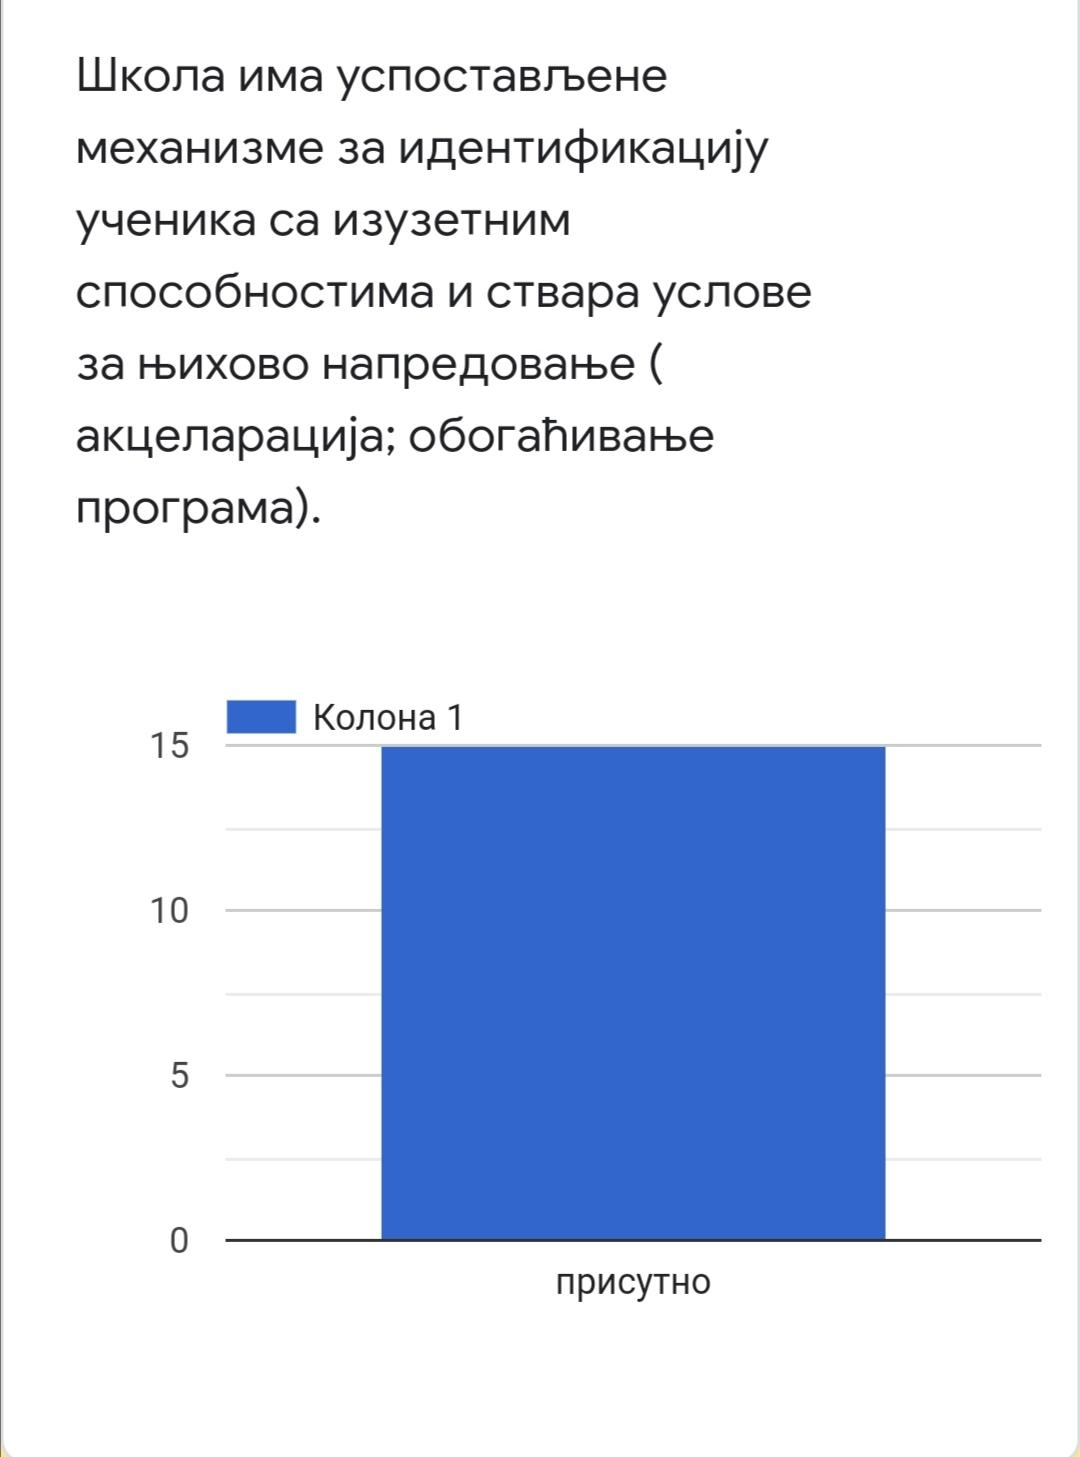 Школа има успостављене
механизме за идентификацију
ученика са изузетним
способностима и ствара услове
за њихово напредовање (
акцеларација; обогаћивање
програма).
Колона 1
15
10
5
0
присутно